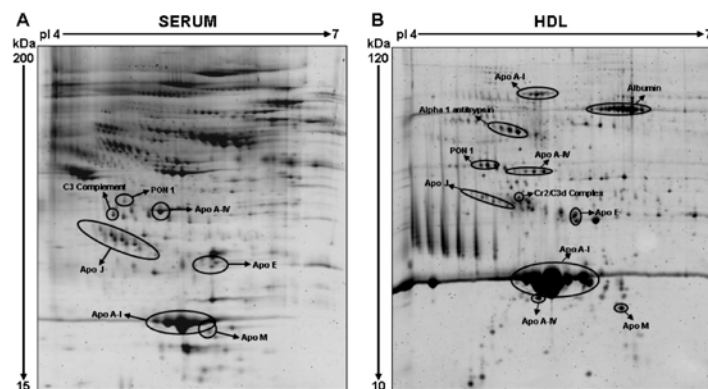 A
SERUM
pI 4
7
kDa
200
C3 Complement
PON 1
Apo A-IV
Apo J
Apo E
Apo A-I
Apo M
15
B
HDL
pI 4
7
kDa
120
Apo A-I
Albumin
Alpha 1 antitrypsin
PON 1
Apo A-IV
Apo J
Cr2/C3d Complex
Apo E
Apo A-I
Apo A-IV
Apo M
10